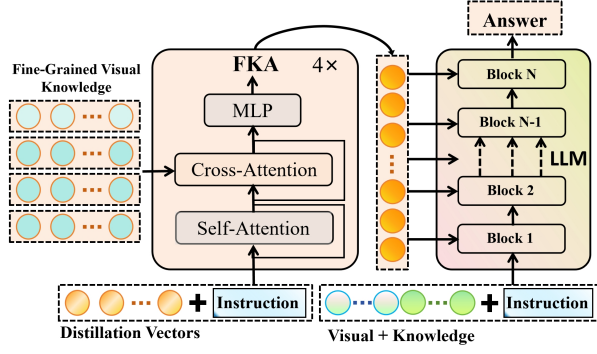 Answer
Fine-Grained Visual
Knowledge
FKA
4×
MLP
Cross-Attention
Self-Attention
Block N
Block N-1
LLM
Block 2
Block 1
+
Instruction
Distillation Vectors
+
Instruction
Visual + Knowledge